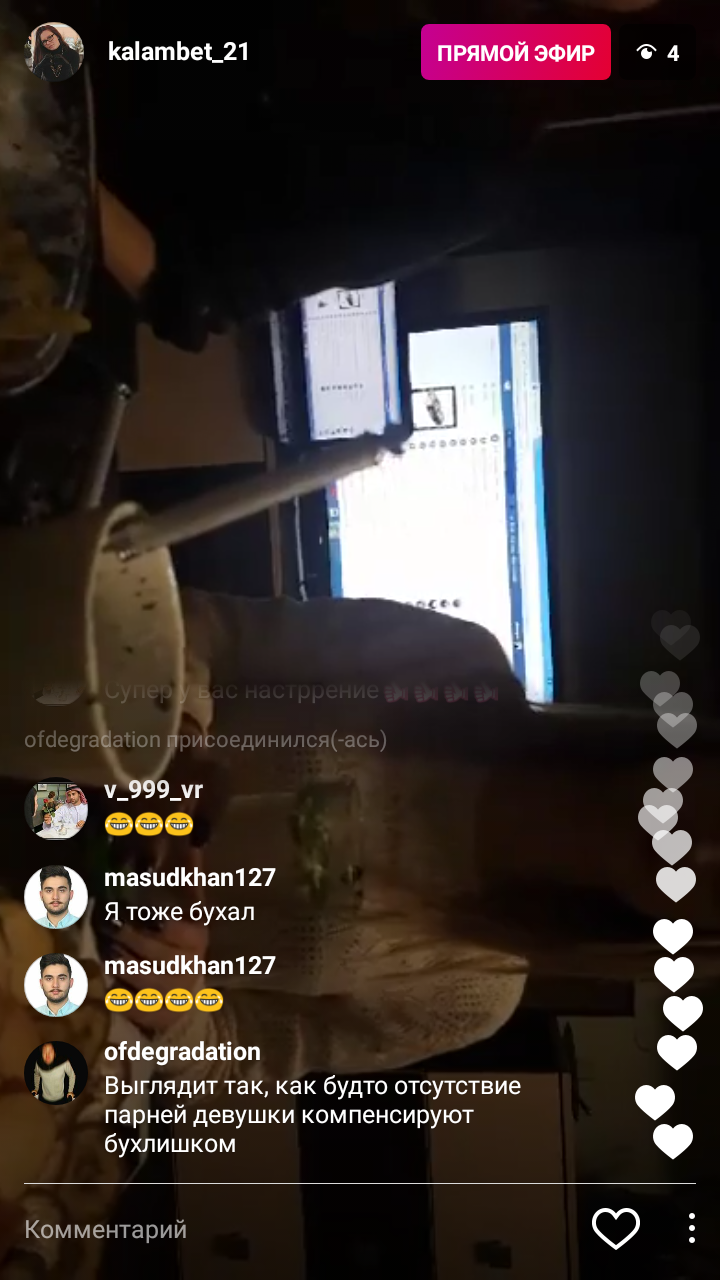 kalambet_21
ПРЯМОЙ ЭФИР
4
Супер у вас настррение
ofdegradation присоединился(-ась)
v_999_vr
😂😂😂
masudkhan127
Я тоже бухал
masudkhan127
😂😂😂😂
ofdegradation
Выглядит так, как будто отсутствие
парней девушки компенсируют
бухлишком
Комментарий